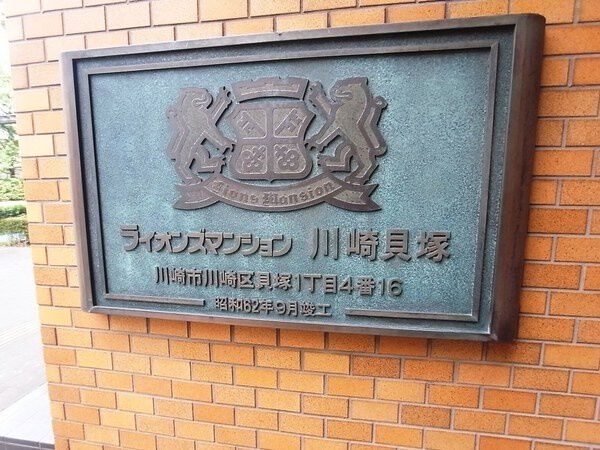 Lions Mansion
ライオンズマンション 川崎貝塚
川崎市川崎区貝塚1丁目4番16
昭和62年9月竣工